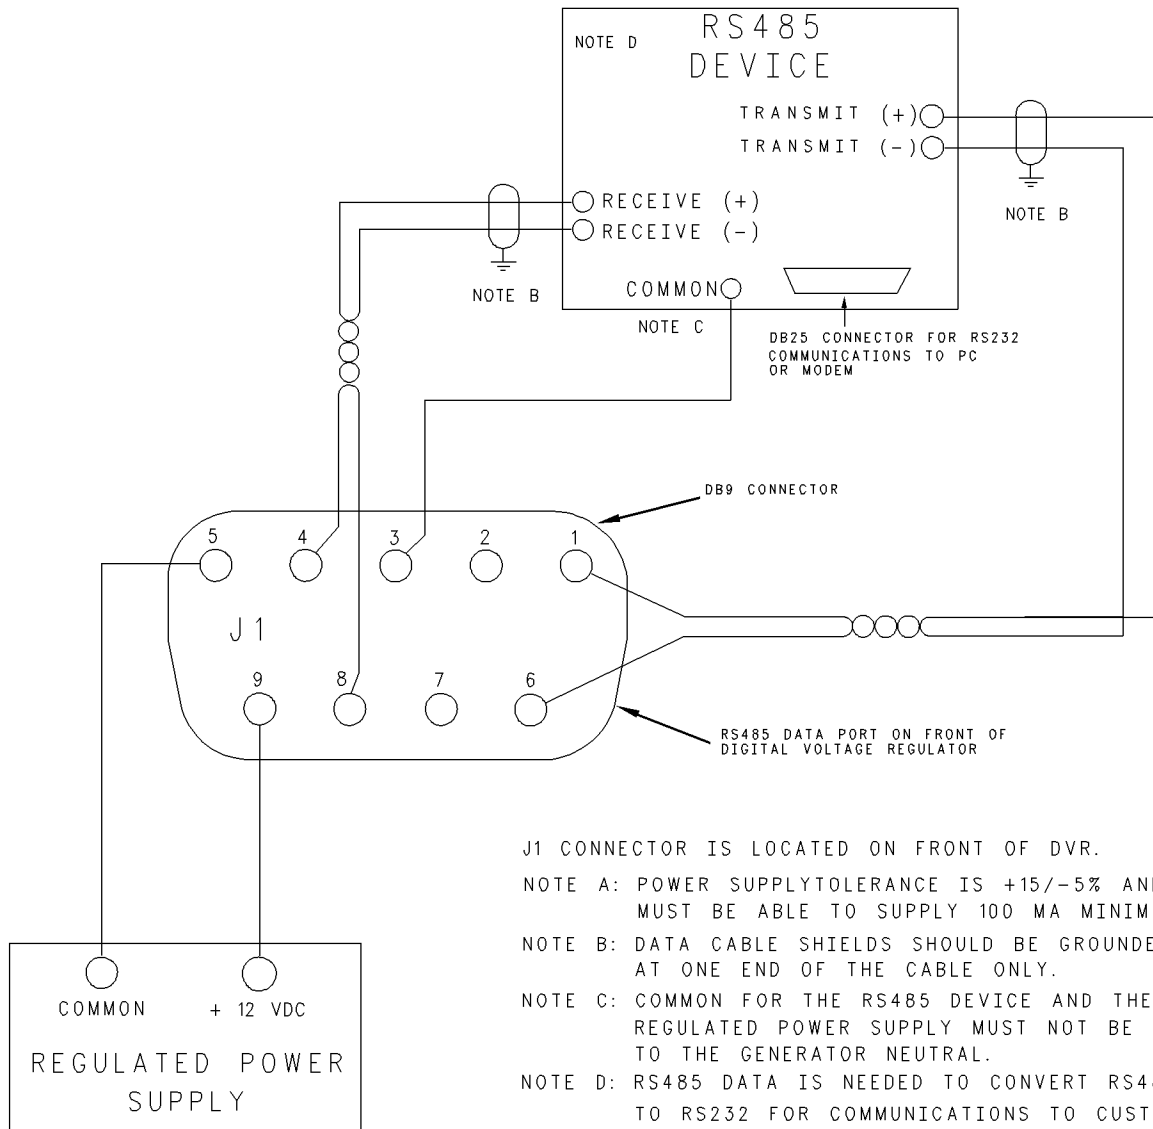 RS485
DEVICE
NOTE D
TRANSMIT (+)
TRANSMIT (-)
RECEIVE (+)
RECEIVE (-)
NOTE B
NOTE B
COMMON
NOTE C
DB25 CONNECTOR FOR RS232
COMMUNICATIONS TO PC
OR MODEM
DB9 CONNECTOR
5 4 3 2 1
J1
9 8 7 6
RS485 DATA PORT ON FRONT OF
DIGITAL VOLTAGE REGULATOR
J1 CONNECTOR IS LOCATED ON FRONT OF DVR.
NOTE A: POWER SUPPLYTOLERANCE IS +15/-5%
MUST BE ABLE TO SUPPLY 100 MA
NOTE B: DATA CABLE SHIELDS SHOULD BE
AT ONE END OF THE CABLE ONLY.
NOTE C: COMMON FOR THE RS485 DEVICE AND THE
REGULATED POWER SUPPLY MUST NOT BE
TO THE GENERATOR NEUTRAL.
NOTE D: RS485 DATA IS NEEDED TO CONVERT
TO RS232 FOR COMMUNICATIONS TO
COMMON
+ 12 VDC
REGULATED POWER
SUPPLY